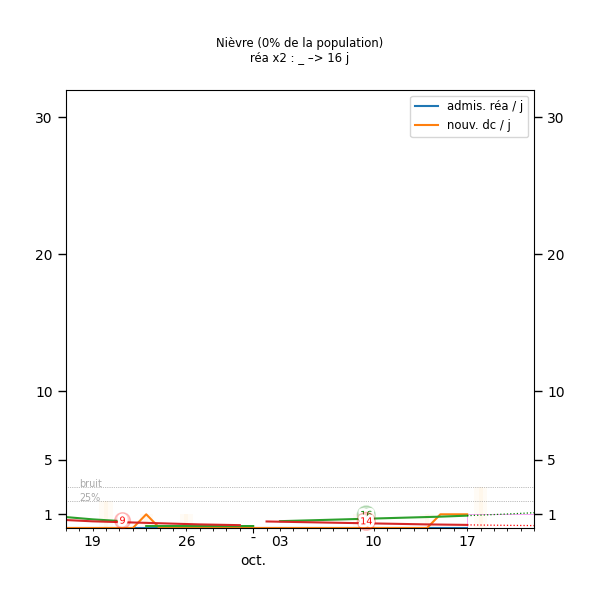 Nièvre (0% de la population)
réa x2 : _ –> 16 j
admis. réa / j
nouv. dc / j
30 30
20 20
10 10
5 5
bruit
25%
1 1
9
14
19 26 - 03 10 17
oct.